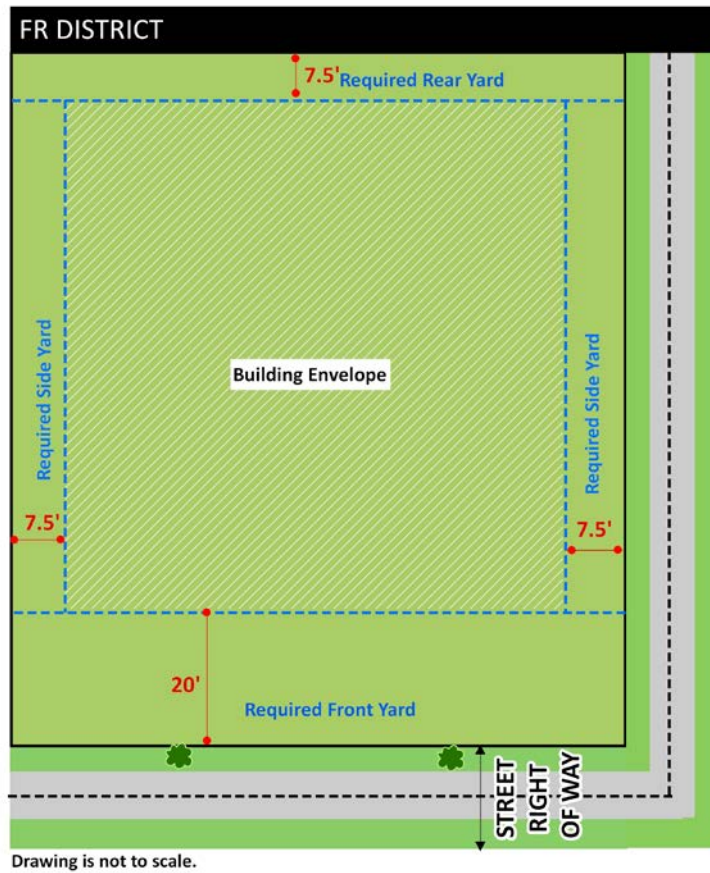 FR DISTRICT
7.5'
Required Rear Yard
Required Side Yard
Building Envelope
Required Side Yard
7.5'
7.5'
20'
Required Front Yard
STREET
RIGHT
OF WAY
Drawing is not to scale.